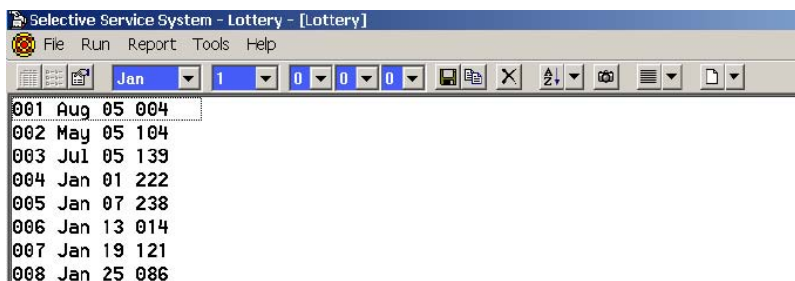 Selective Service System - Lottery - [Lottery]
File Run Report Tools Help
Jan 1 0 0 0
001 Aug 05 004
002 May 05 104
003 Jul 05 139
004 Jan 01 222
005 Jan 07 238
006 Jan 13 014
007 Jan 19 121
008 Jan 25 086